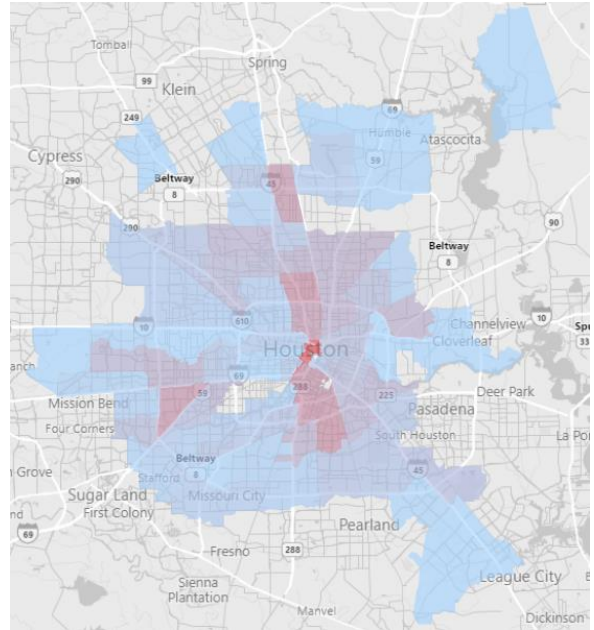 Tomball
Spring
99
Klein
249
69
Humble
Atascocita
59
Cypress
Beltway
8
45
290
90
290
Beltway
8
10
610
Channelview
10
Spu
Cloverleaf
33
Houston
anch
69
Mission Bend
59
288
225
Deer Park
Pasadena
La Po
Four Corners
South Houston
Beltway
n Grove
Stafford
8
45
Sugar Land
Missouri City
First Colony
Pearland
69
Fresno
288
League City
Sienna
Plantation
Manvel
Dickinson